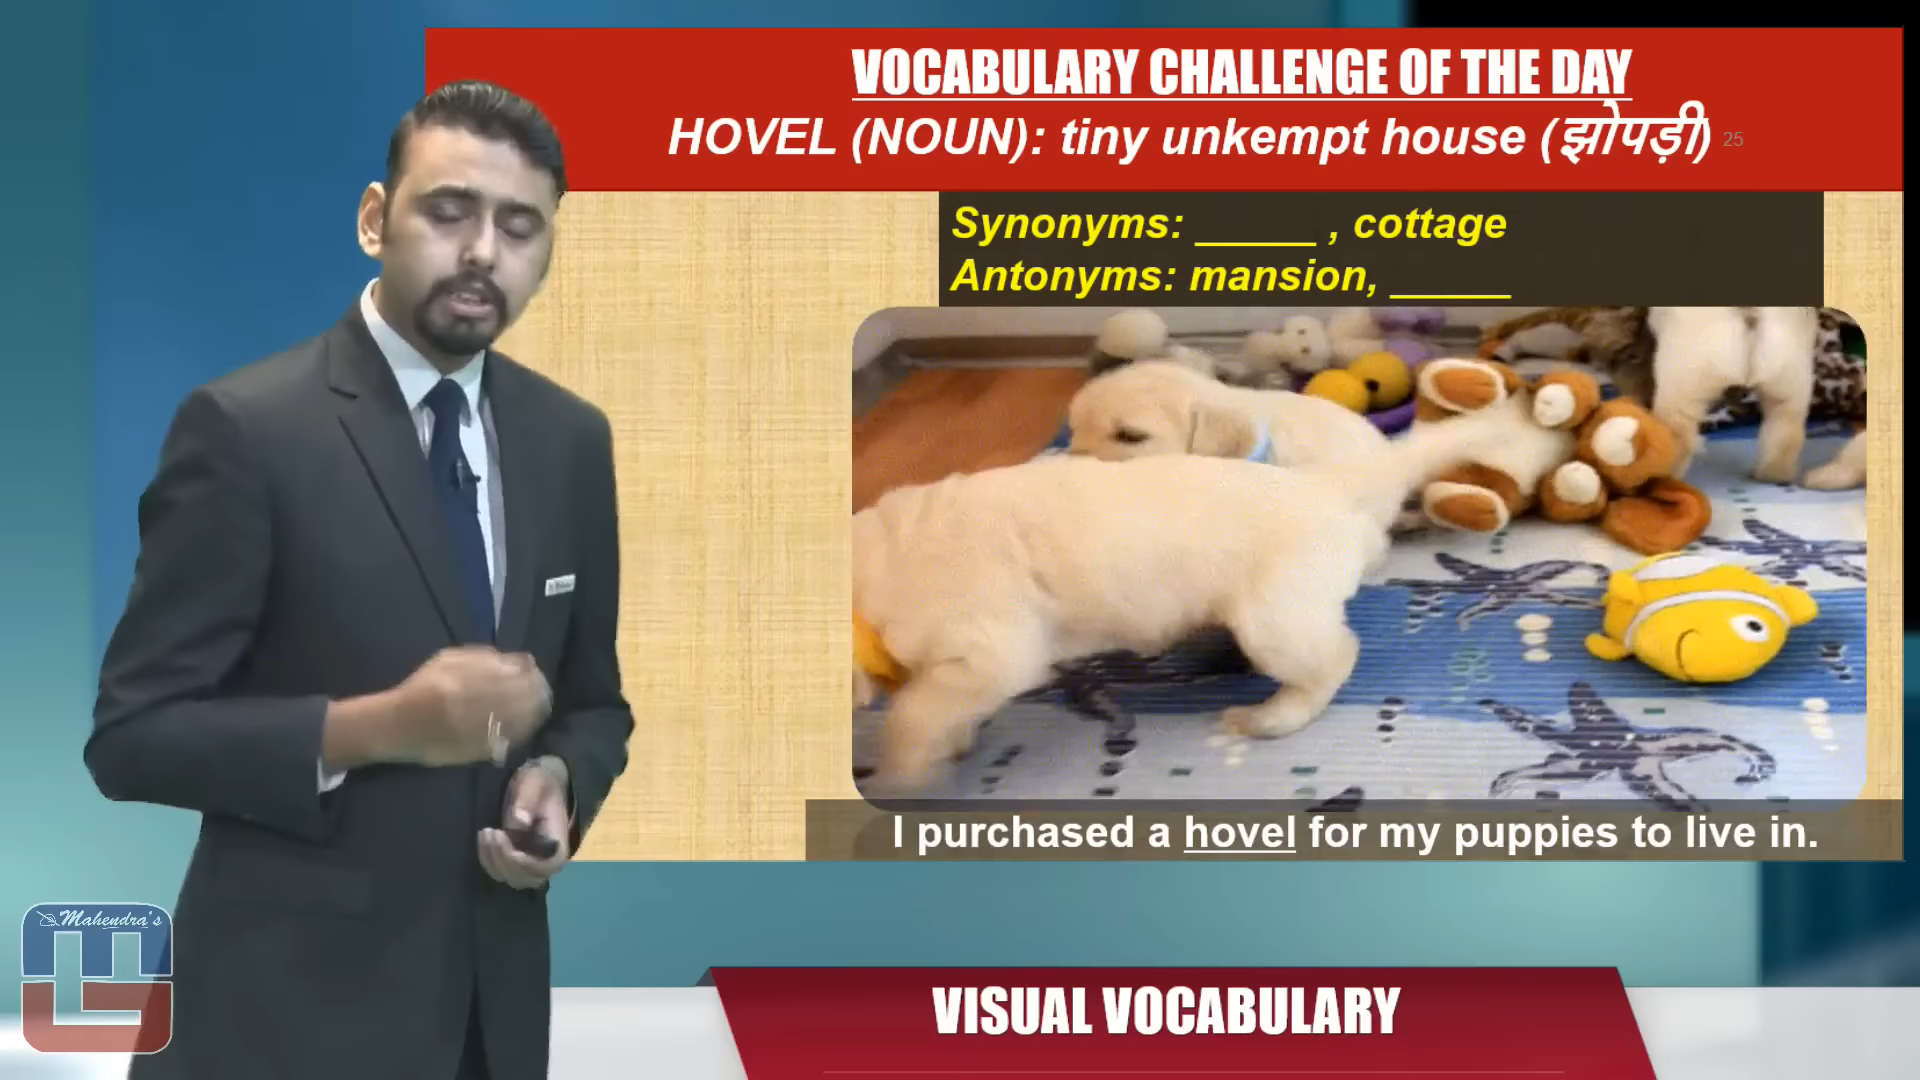 VOCABULARY CHALLENGE OF THE DAY
HOVEL (NOUN): tiny unkempt house (झोपड़ी) 25
Synonyms: _____ , cottage
Antonyms: mansion, _____
I purchased a hovel for my puppies to live in.
Mahendra's
VISUAL VOCABULARY